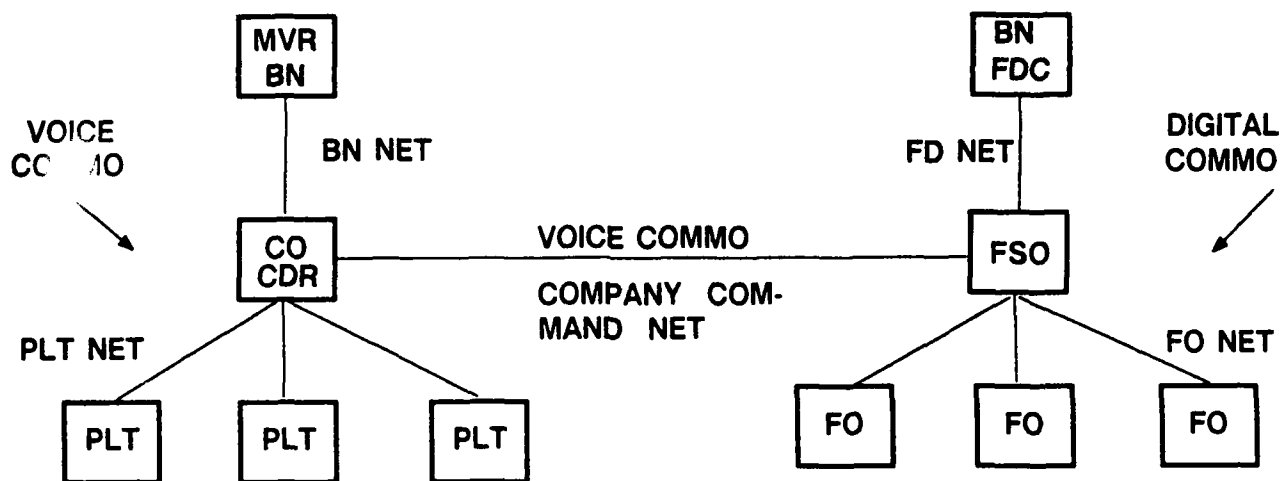 MVR
BN
BN
FDC
VOICE
BN NET
FD NET
DIGITAL
COMMO
CO
CDR
VOICE COMMO
COMPANY COM-
MAND NET
FSO
PLT NET
FO NET
PLT
PLT
PLT
FO
FO
FO